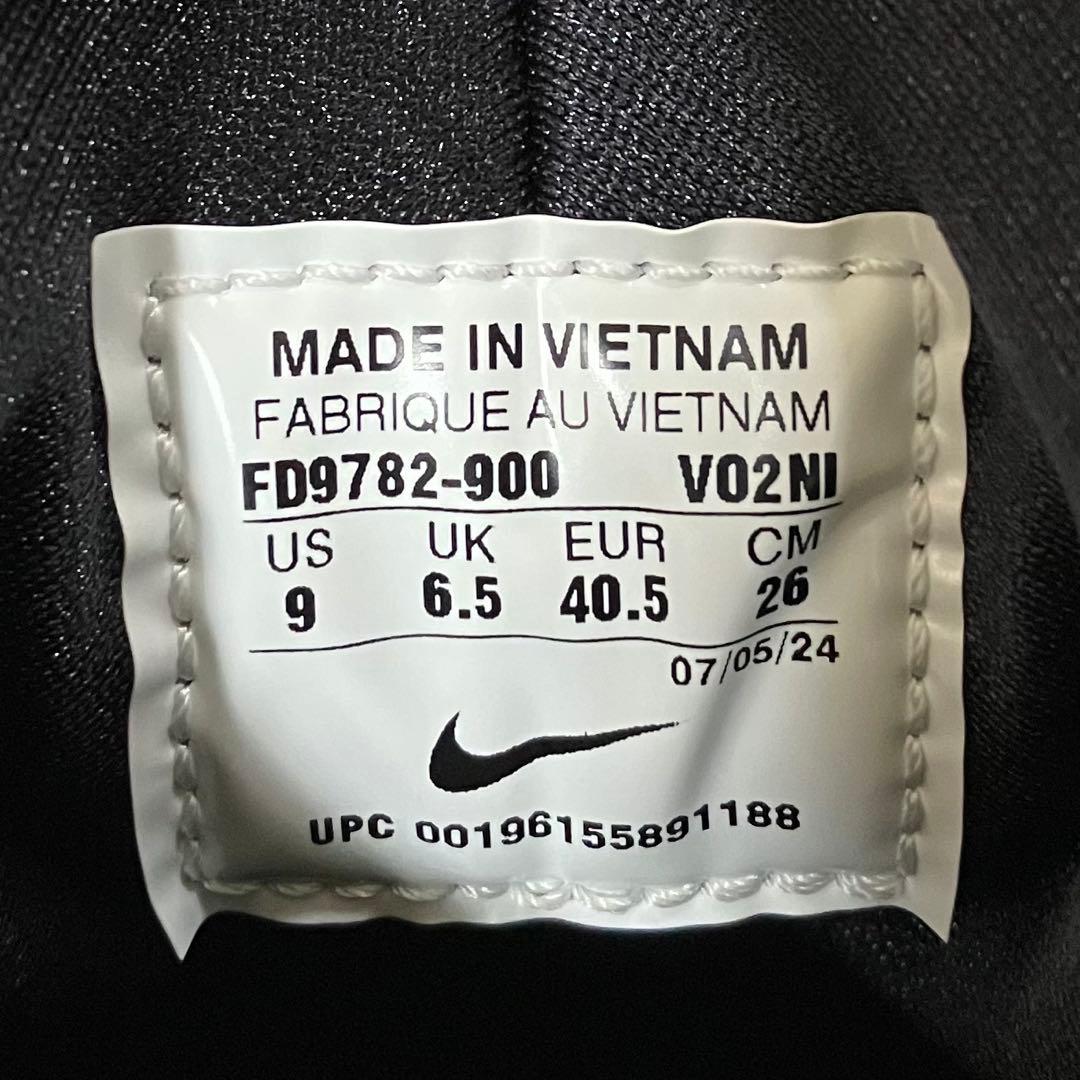 MADE IN VIETNAM
FABRIQUE AU VIETNAM
FD9782-900 V02NI
US UK EUR CM
9 6.5 40.5 26
07/05/24
UPC 00196155891188